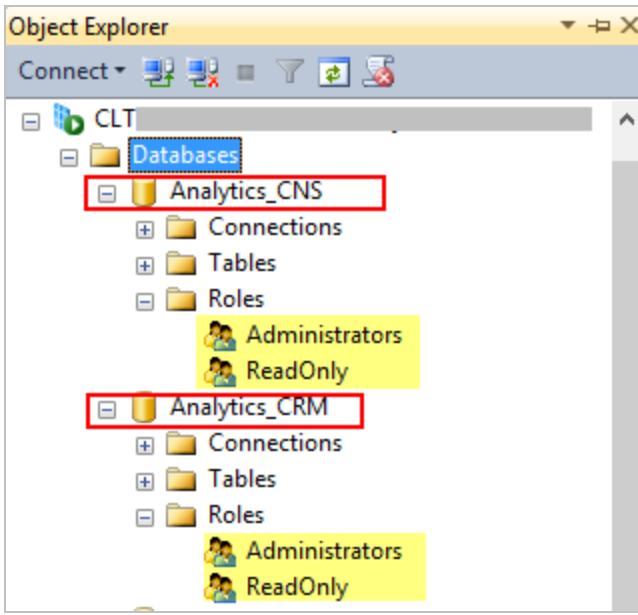 Object Explorer
Connect
CLT
Databases
Analytics_CNS
Connections
Tables
Roles
Administrators
ReadOnly
Analytics_CRM
Connections
Tables
Roles
Administrators
ReadOnly